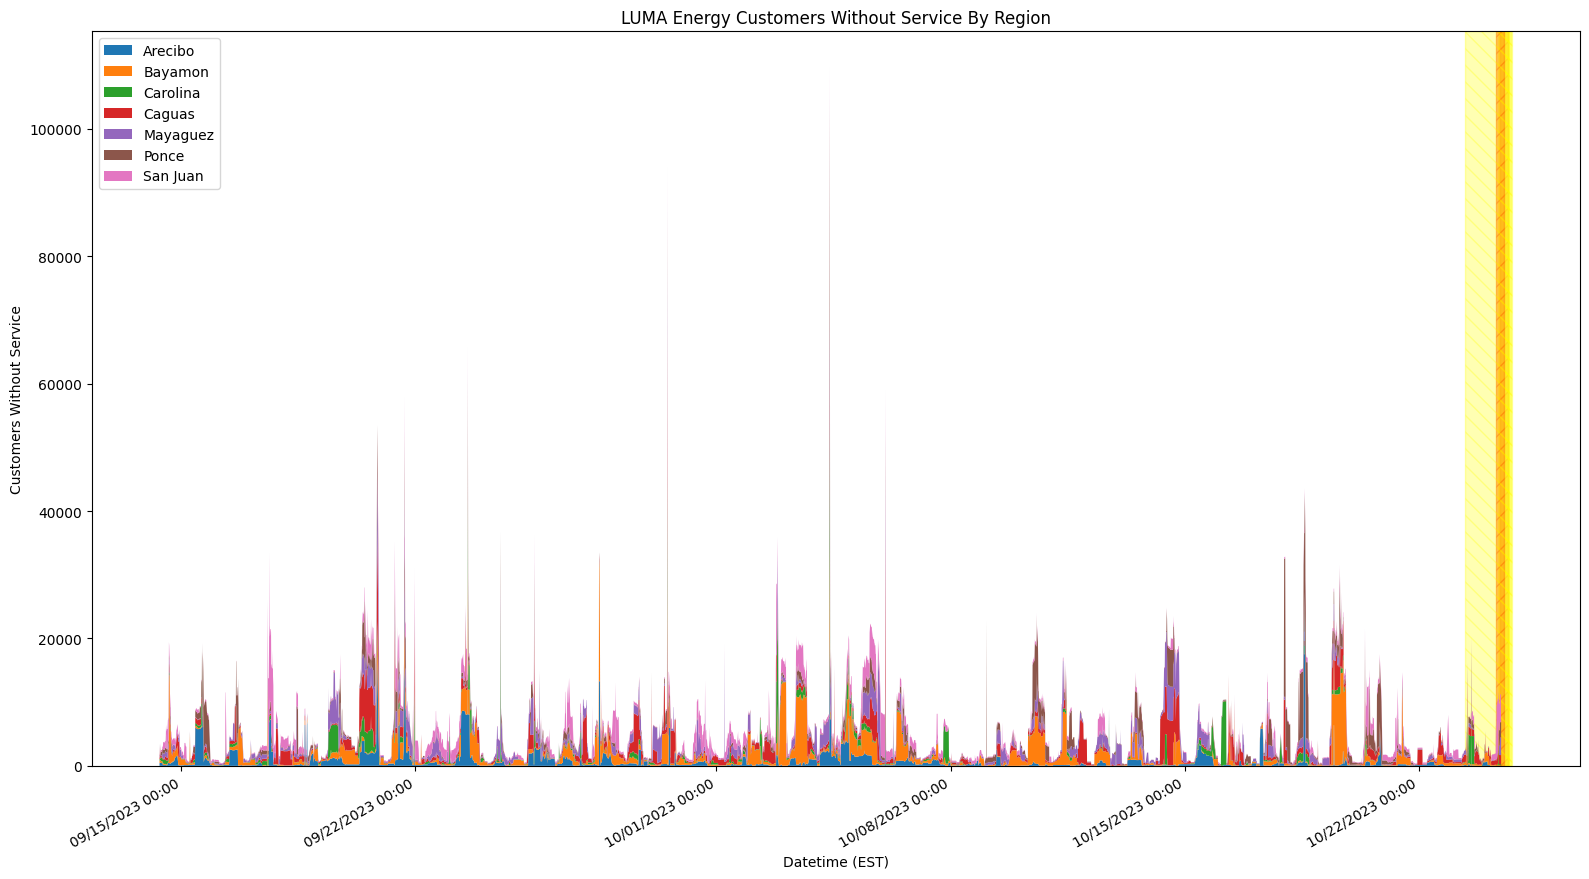 LUMA Energy Customers Without Service By Region
Arecibo
Bayamon
Carolina
Caguas
Mayaguez
Ponce
San Juan
100000
80000
60000
40000
20000
0
Customers Without Service
09/15/2023 00:00
09/22/2023 00:00
10/01/2023 00:00
10/08/2023 00:00
10/15/2023 00:00
10/22/2023 00:00
Datetime (EST)